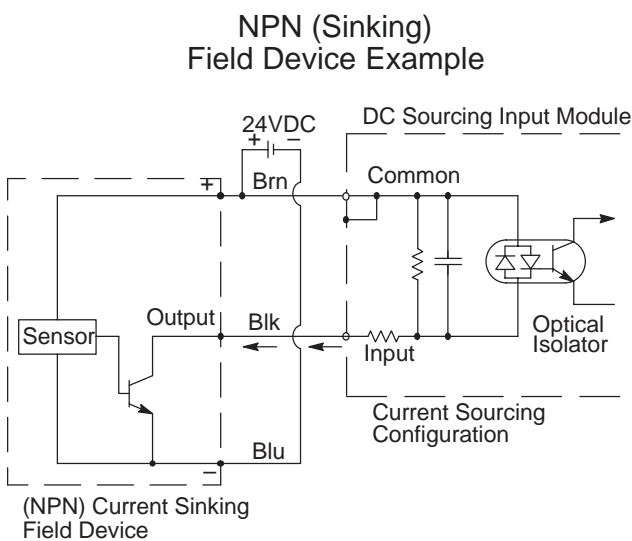 NPN (Sinking)
Field Device Example
DC Sourcing Input Module
24VDC
+ −
+
Brn
Common
Sensor
Output
Blk
Input
Optical
Isolator
Current Sourcing
Configuration
Blu
−
(NPN) Current Sinking
Field Device